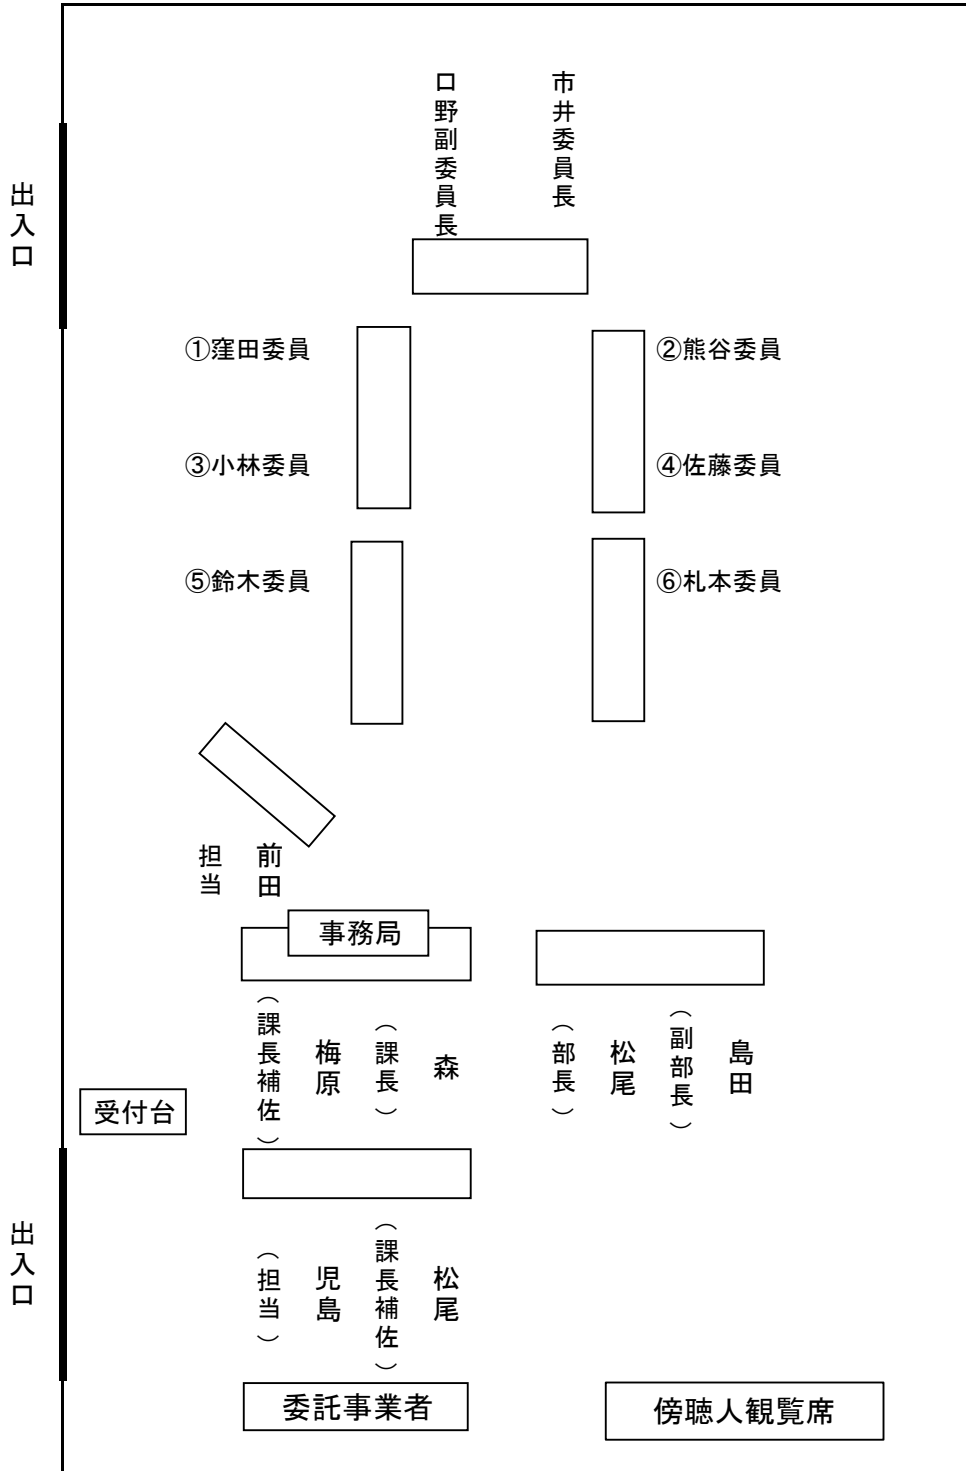 市井委員長
口野副委員長
出入口
①窪田委員
②熊谷委員
③小林委員
④佐藤委員
⑤鈴木委員
⑥札本委員
前田
担当
事務局
島田
（副部長）
松尾
（部長）
森
（課長）
梅原
（課長補佐）
受付台
出入口
松尾
（課長補佐）
児島
（担当）
委託事業者
傍聴人観覧席